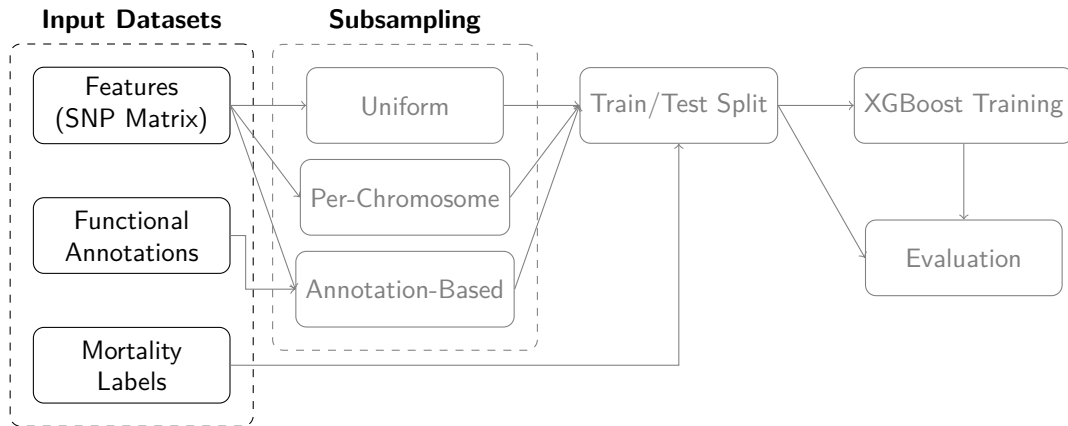 Input Datasets
Subsampling
Features
(SNP Matrix)
Functional
Annotations
Mortality
Labels
Uniform
Per-Chromosome
Annotation-Based
Train/Test Split
XGBoost Training
Evaluation